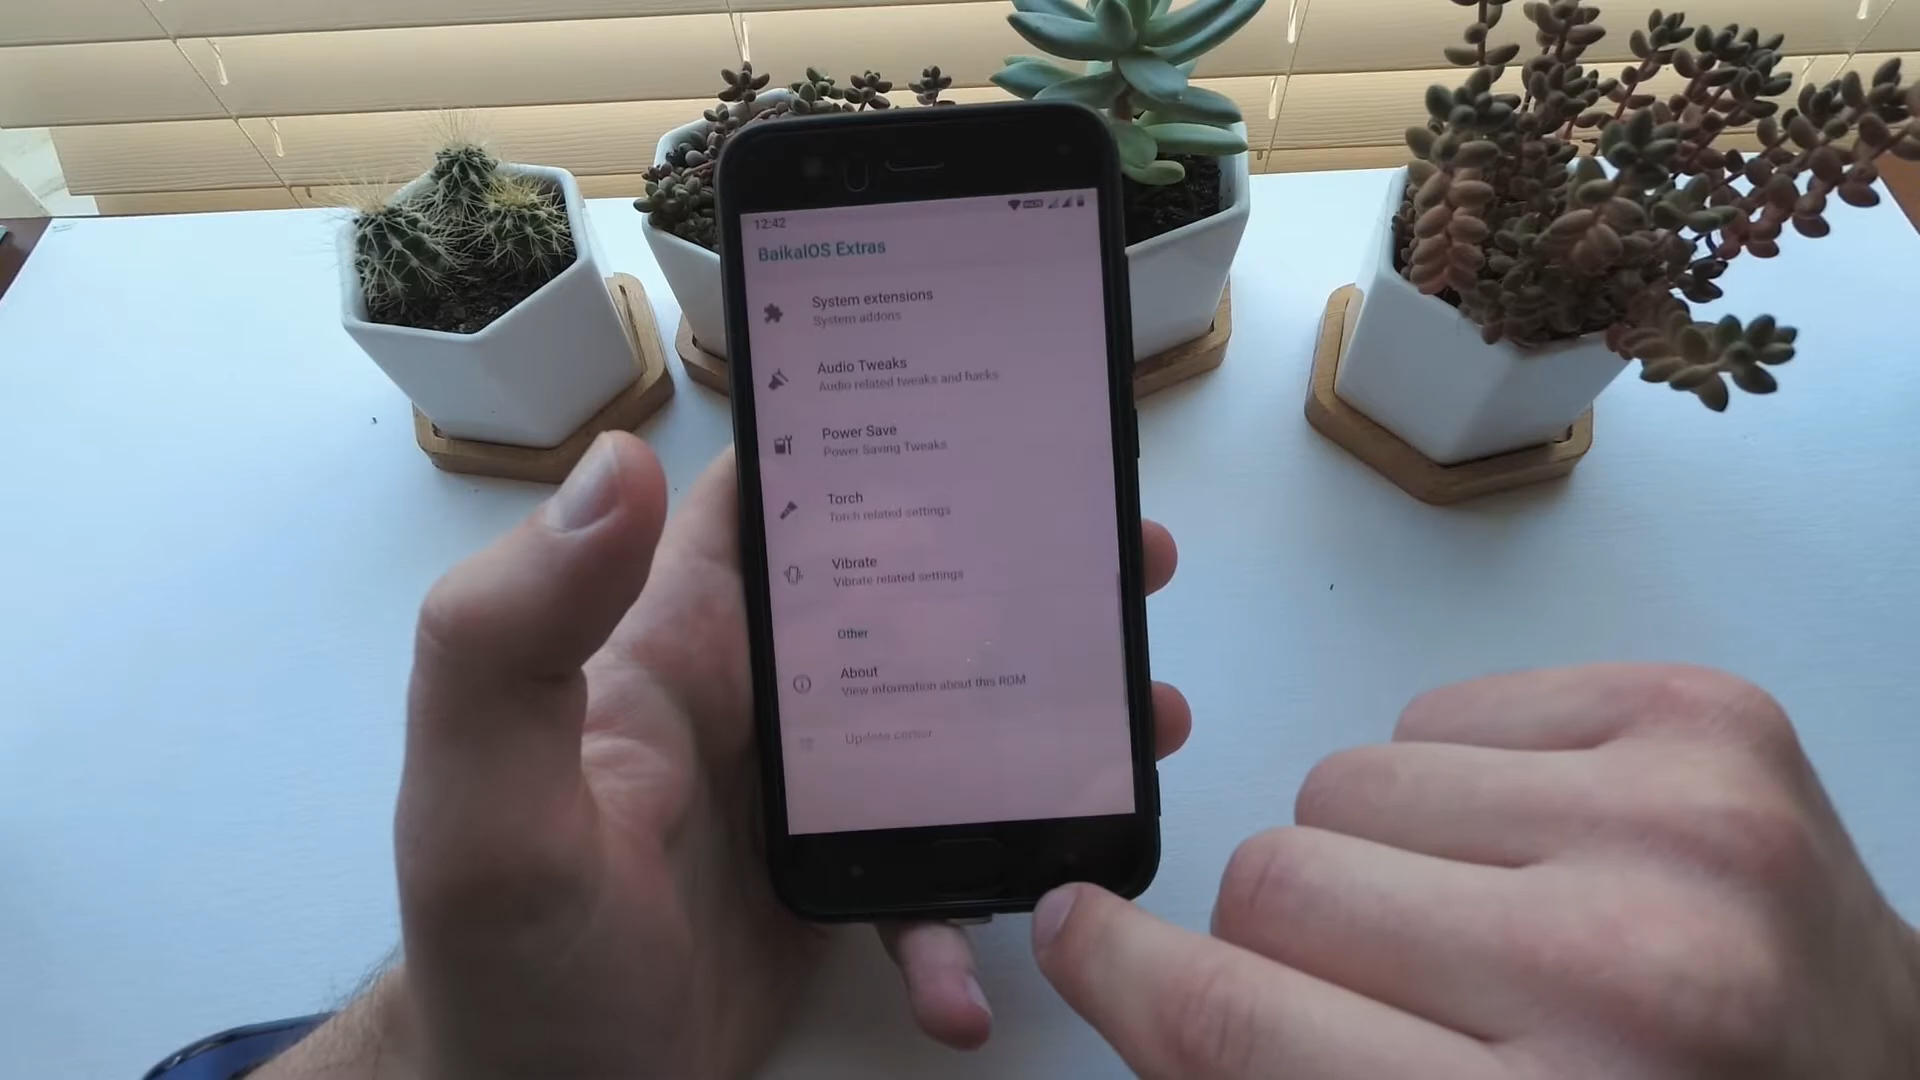 12:42
BaikalOS Extras
System extensions
System addons
Audio Tweaks
Audio related tweaks and hacks
Power Save
Power Saving Tweaks
Torch
Torch related settings
Vibrate
Vibrate related settings
Other
About
View information about this ROM
Update center